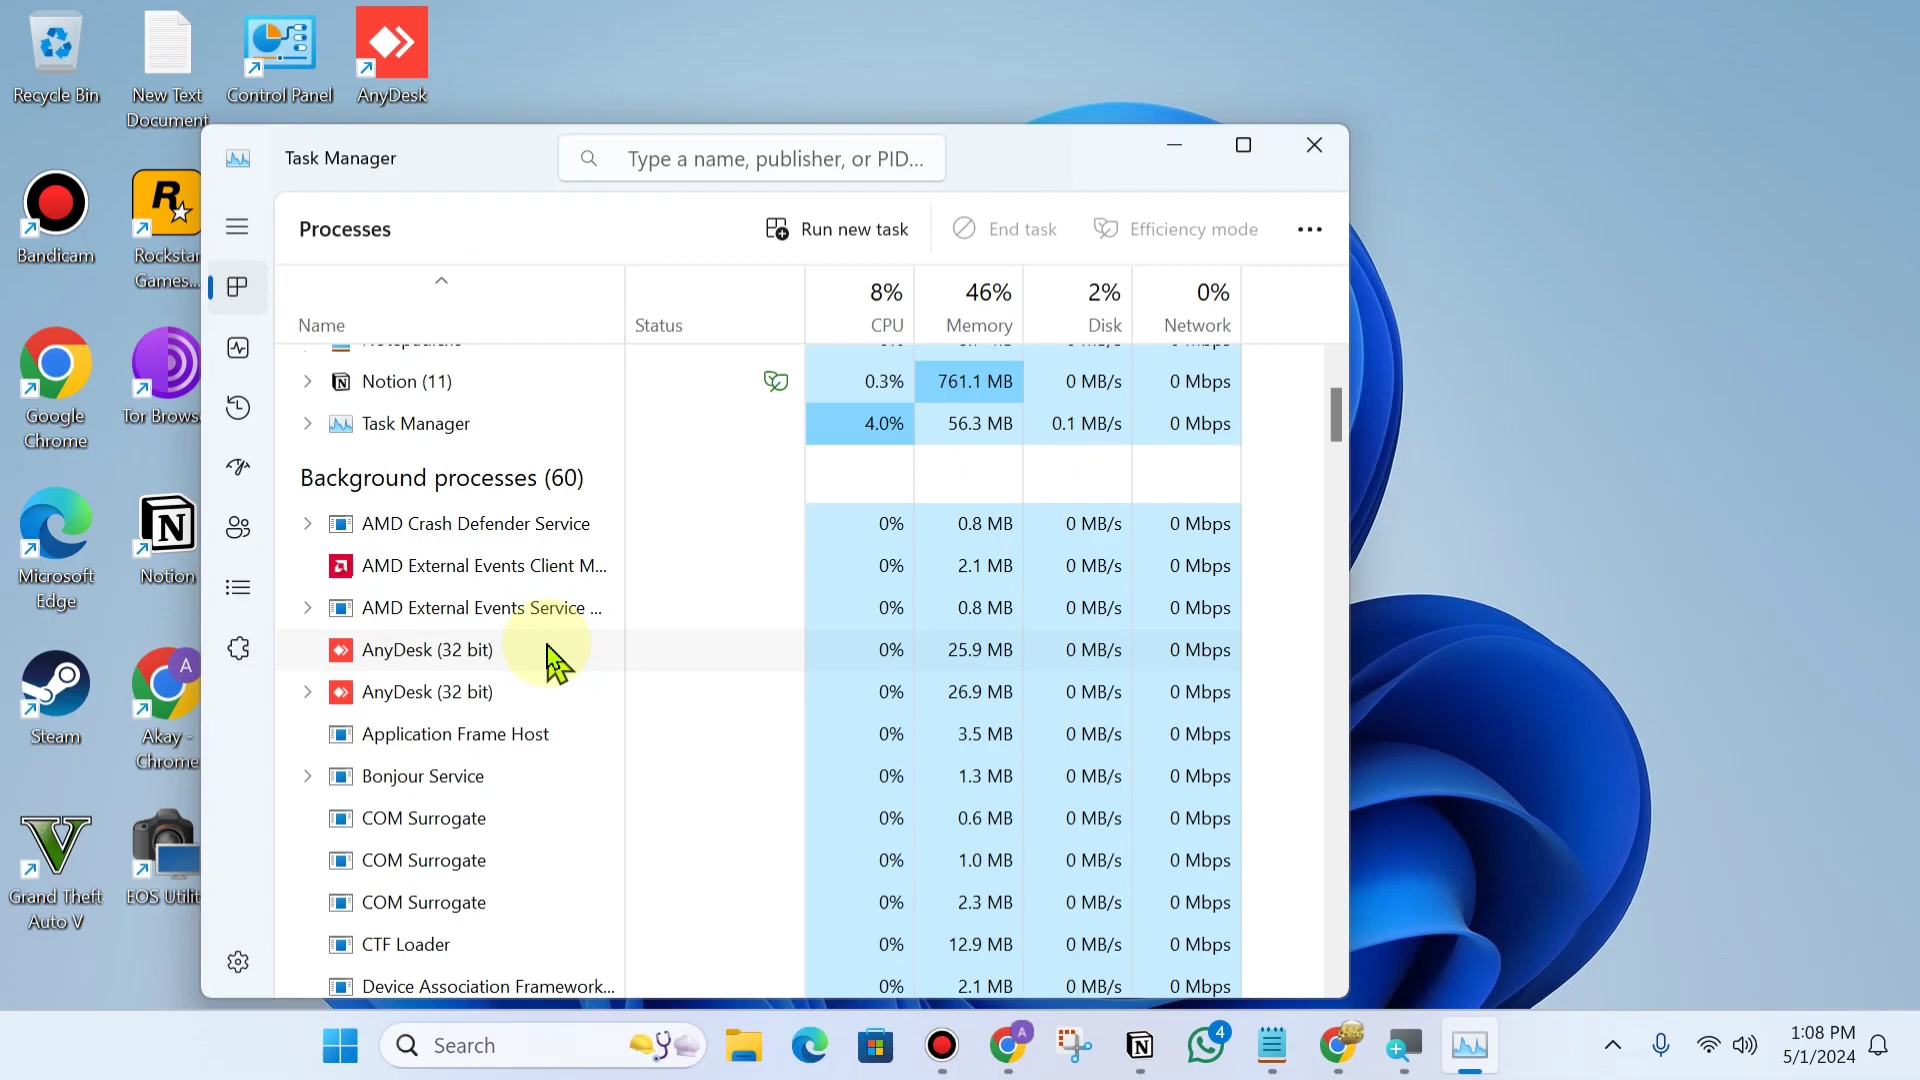 Recycle Bin
New Text
Document
Control Panel
AnyDesk
Task Manager
Type a name, publisher, or PID...
Bandicam
Rockstar
Games...
Processes
Run new task
End task
Efficiency mode
8%
46%
2%
0%
Name
Status
CPU
Memory
Disk
Network
Notion (11)
0.3%
761.1 MB
0 MB/s
0 Mbps
Task Manager
4.0%
56.3 MB
0.1 MB/s
0 Mbps
Google
Chrome
Tor Brows
Background processes (60)
AMD Crash Defender Service
0%
0.8 MB
0 MB/s
0 Mbps
AMD External Events Client M...
0%
2.1 MB
0 MB/s
0 Mbps
AMD External Events Service ...
0%
0.8 MB
0 MB/s
0 Mbps
Microsoft
Edge
Notion
AnyDesk (32 bit)
0%
25.9 MB
0 MB/s
0 Mbps
AnyDesk (32 bit)
0%
26.9 MB
0 MB/s
0 Mbps
Application Frame Host
0%
3.5 MB
0 MB/s
0 Mbps
Steam
A
Akay -
Chrome
Bonjour Service
0%
1.3 MB
0 MB/s
0 Mbps
COM Surrogate
0%
0.6 MB
0 MB/s
0 Mbps
COM Surrogate
0%
1.0 MB
0 MB/s
0 Mbps
COM Surrogate
0%
2.3 MB
0 MB/s
0 Mbps
Grand Theft
Auto V
EOS Utilit
CTF Loader
0%
12.9 MB
0 MB/s
0 Mbps
Device Association Framework...
0%
2.1 MB
0 MB/s
0 Mbps
Search
A
4
1:08 PM
5/1/2024